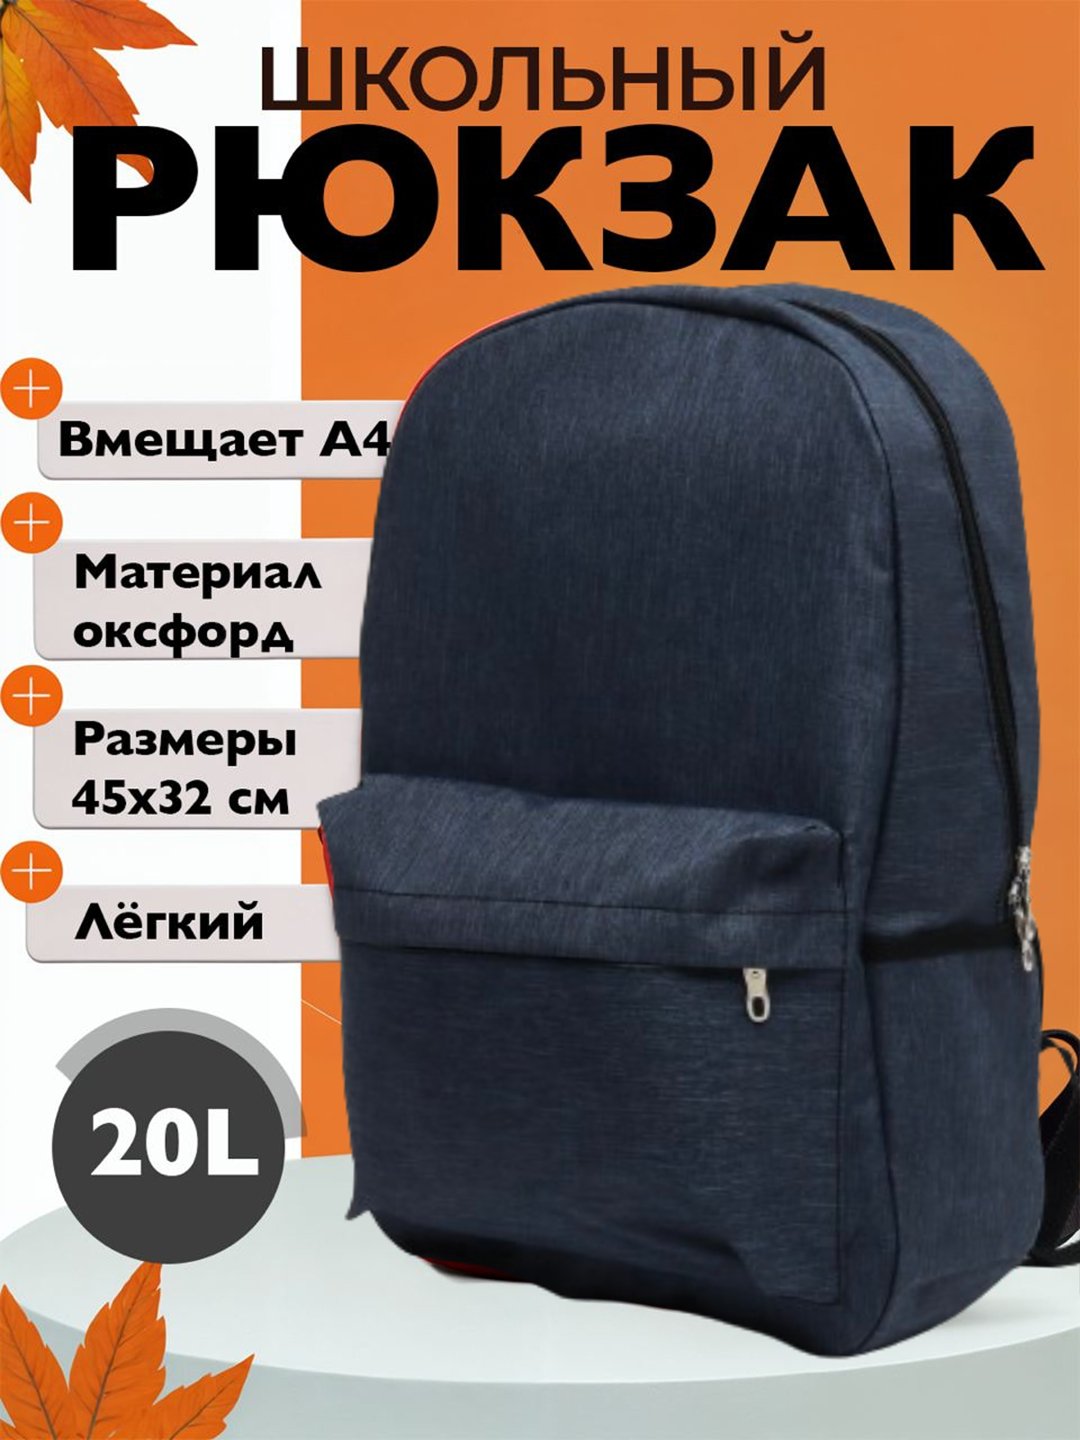 ШКОЛЬНЫЙ
РЮКЗАК
Вмещает А4
Материал
оксфорд
Размеры
45х32 см
Лёгкий
20L